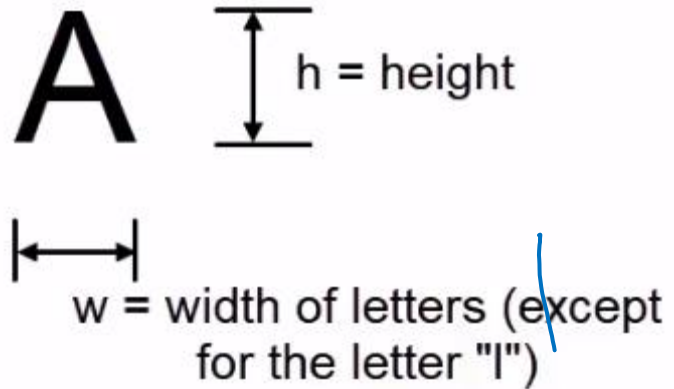 A
h = height
w = width of letters (except
for the letter "I")